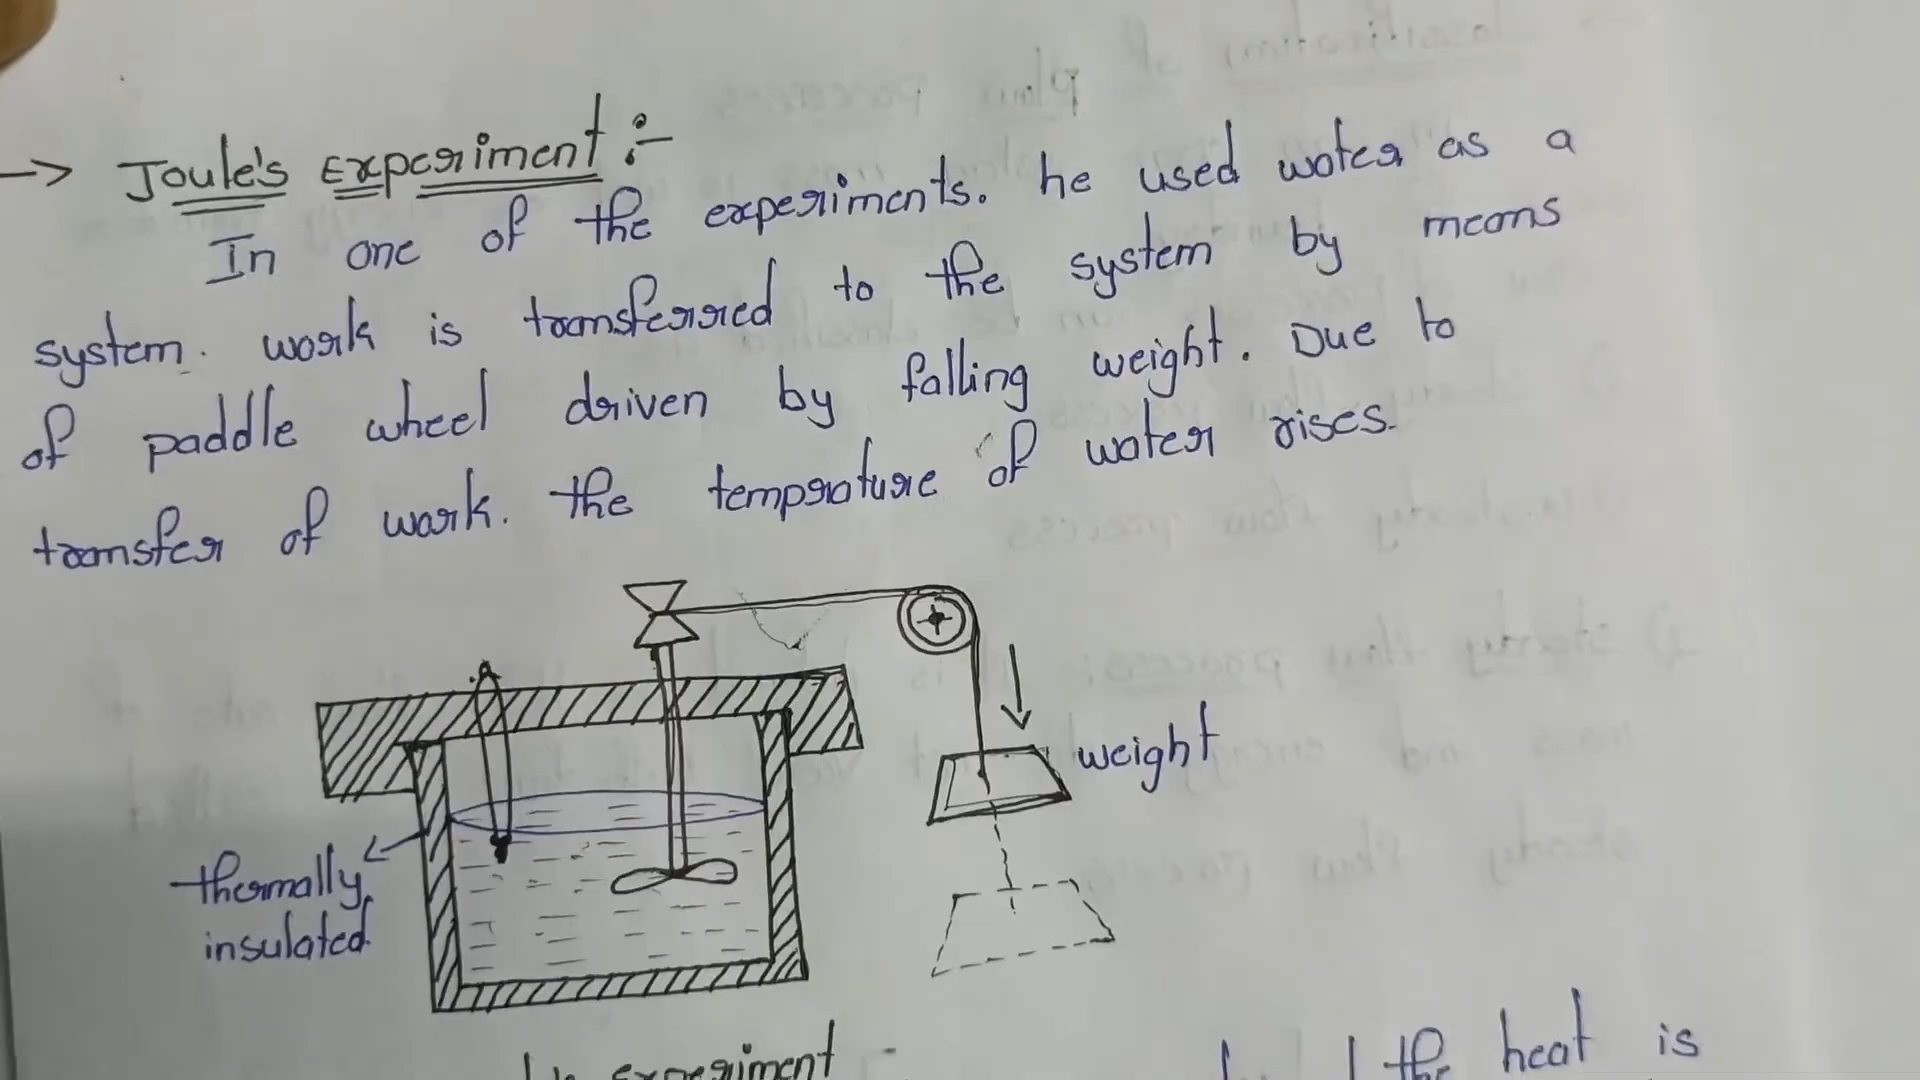 → Joule's Experiment :-
In one of the experiments. he used water as a
system. work is transferred to the system by means
of paddle wheel driven by falling weight. Due to
transfer of work. the temprature of water rises.
weight
thermally
insulated
experiment -
the heat is